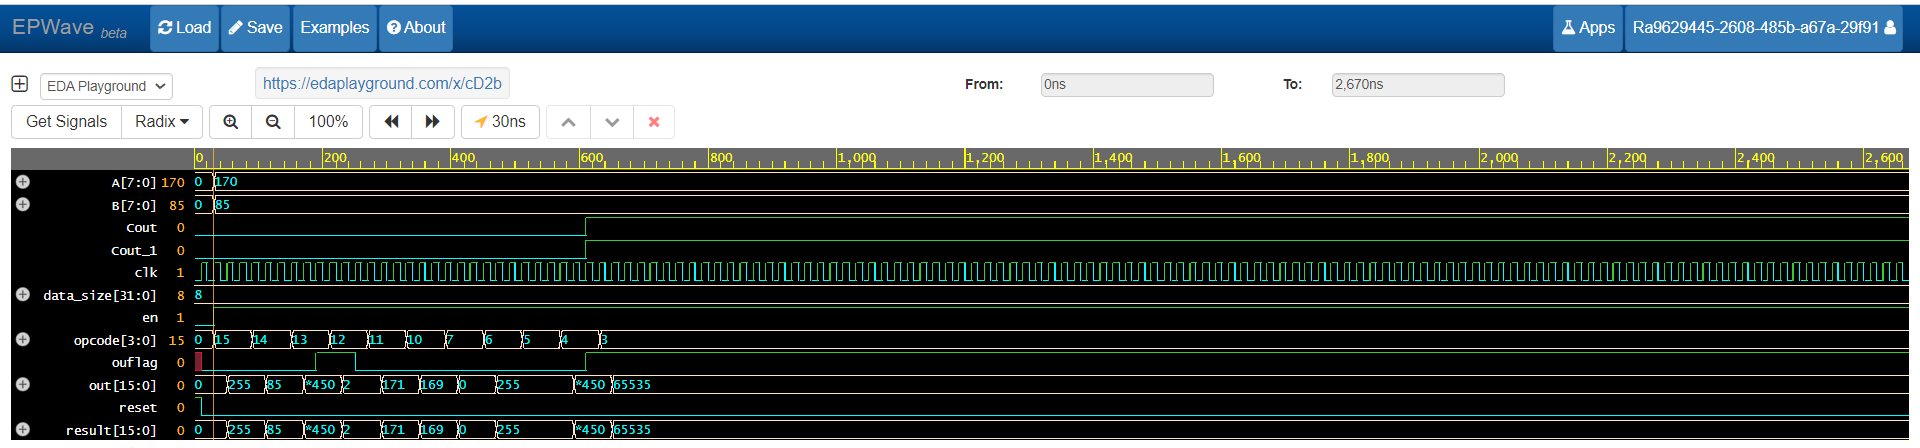 EPWave beta Load Save Examples About Apps Ra9629445-2608-485b-a67a-29f91
EDA Playground https://edaplayground.com/x/cD2b From: 0ns To: 2,670ns
Get Signals Radix 100% 30ns
0 200 400 600 800 1,000 1,200 1,400 1,600 1,800 2,000 2,200 2,400 2,600
A[7:0] 170 0 170
B[7:0] 85 0 85
Cout 0
Cout_1 0
clk 1
data_size[31:0] 8 8
en 1
opcode[3:0] 15 0 15 14 13 12 11 10 7 6 5 4 3
ouflag 0
out[15:0] 0 0 255 85 *450 2 171 169 0 255 *450 65535
reset 0
result[15:0] 0 0 255 85 *450 2 171 169 0 255 *450 65535